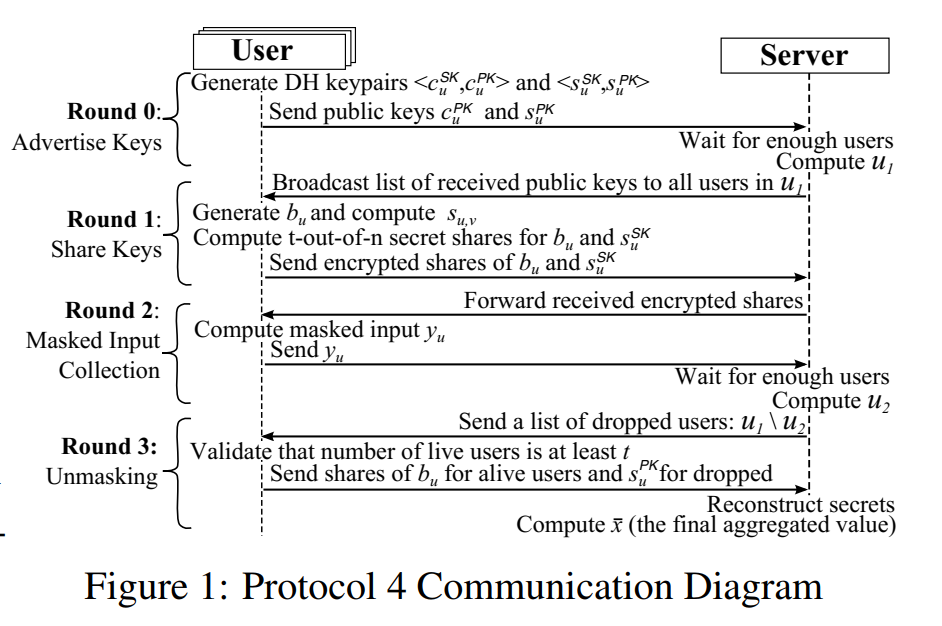 User
Server
Generate DH keypairs <c_u^SK,c_u^PK> and <s_u^SK,s_u^PK>
Round 0:
Advertise Keys
Send public keys c_u^PK and s_u^PK
Wait for enough users
Compute u_1
Broadcast list of received public keys to all users in u_1
Round 1:
Share Keys
Generate b_u and compute s_u,v
Compute t-out-of-n secret shares for b_u and s_u^SK
Send encrypted shares of b_u and s_u^SK
Forward received encrypted shares
Round 2:
Masked Input
Collection
Compute masked input y_u
Send y_u
Wait for enough users
Compute u_2
Send a list of dropped users: u_1 \ u_2
Round 3:
Unmasking
Validate that number of live users is at least t
Send shares of b_u for alive users and s_u^PK for dropped
Reconstruct secrets
Compute x̄ (the final aggregated value)
Figure 1: Protocol 4 Communication Diagram